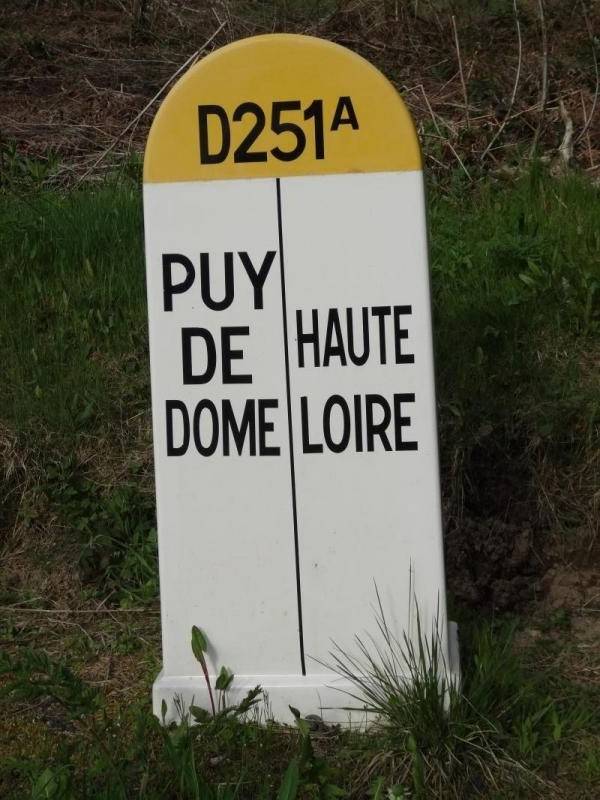 D251A
PUY
DE
DOME
HAUTE
LOIRE